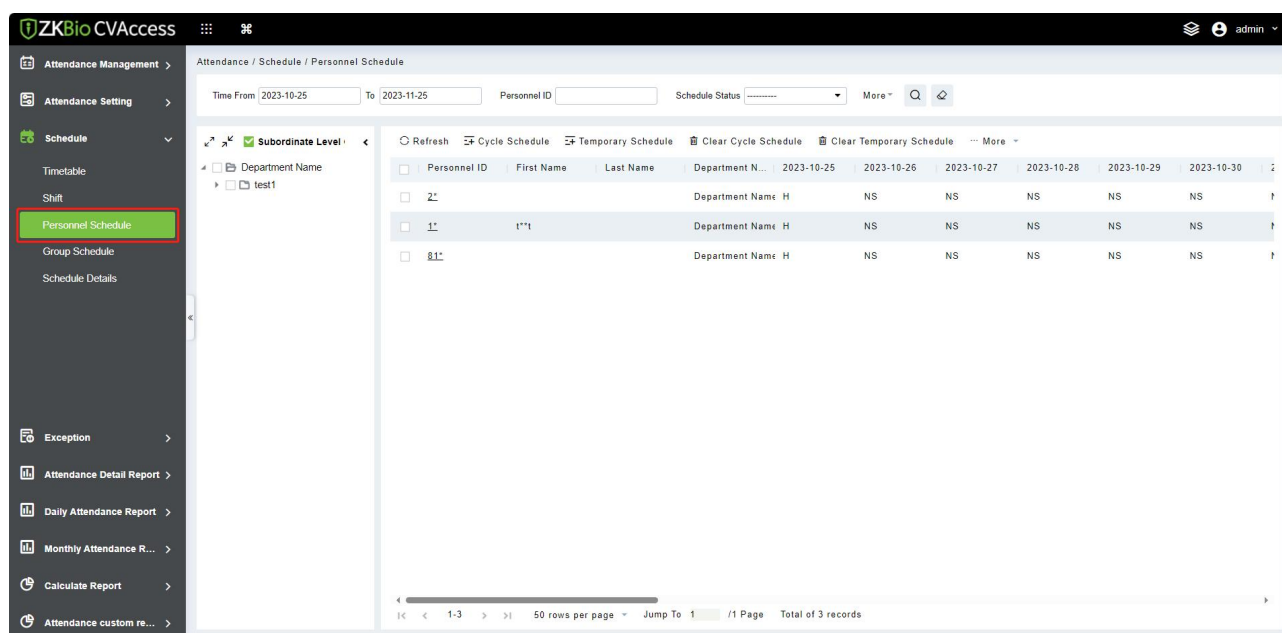 ZKBio CVAccess
admin
Attendance Management
Attendance Setting
Schedule
Timetable
Shift
Personnel Schedule
Group Schedule
Schedule Details
Exception
Attendance Detail Report
Daily Attendance Report
Monthly Attendance R...
Calculate Report
Attendance custom re...
Attendance / Schedule / Personnel Schedule
Time From 2023-10-25 To 2023-11-25 Personnel ID Schedule Status ---------- More
Subordinate Level
Department Name
test1
Refresh Cycle Schedule Temporary Schedule Clear Cycle Schedule Clear Temporary Schedule ··· More
Personnel ID First Name Last Name Department N... 2023-10-25 2023-10-26 2023-10-27 2023-10-28 2023-10-29 2023-10-30
2* Department Name H NS NS NS NS NS
1* t**t Department Name H NS NS NS NS NS
81* Department Name H NS NS NS NS NS
1-3 50 rows per page Jump To 1 /1 Page Total of 3 records